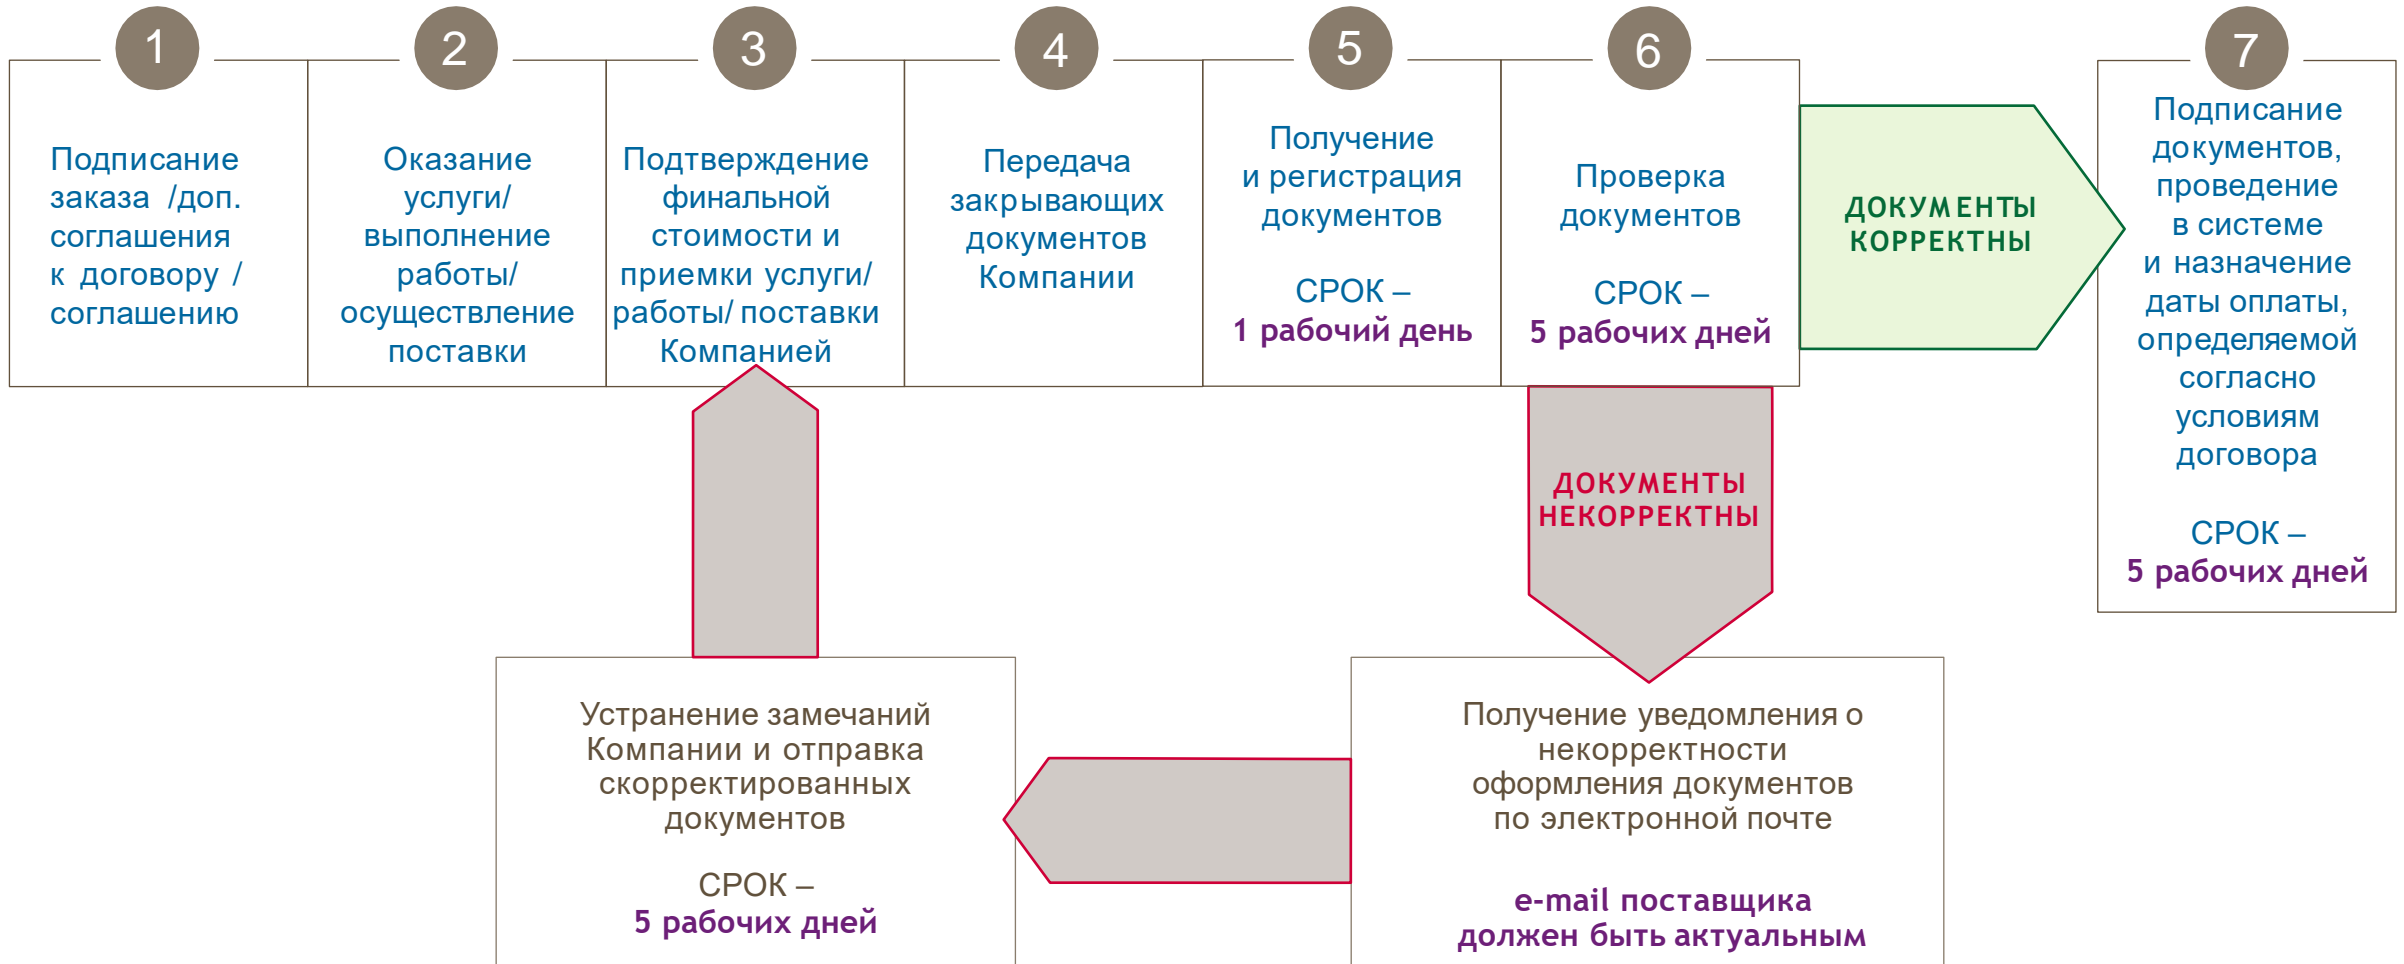 1
Подписание
заказа /доп.
соглашения
к договору /
соглашению
2
Оказание
услуги/
выполнение
работы/
осуществление
поставки
3
Подтверждение
финальной
стоимости и
приемки услуги/
работы/ поставки
Компанией
4
Передача
закрывающих
документов
Компании
5
Получение
и регистрация
документов
СРОК –
1 рабочий день
6
Проверка
документов
СРОК –
5 рабочих дней
ДОКУМЕНТЫ
КОРРЕКТНЫ
7
Подписание
документов,
проведение
в системе
и назначение
даты оплаты,
определяемой
согласно
условиям
договора
СРОК –
5 рабочих дней
ДОКУМЕНТЫ
НЕКОРРЕКТНЫ
Получение уведомления о
некорректности
оформления документов
по электронной почте
e-mail поставщика
должен быть актуальным
Устранение замечаний
Компании и отправка
скорректированных
документов
СРОК –
5 рабочих дней